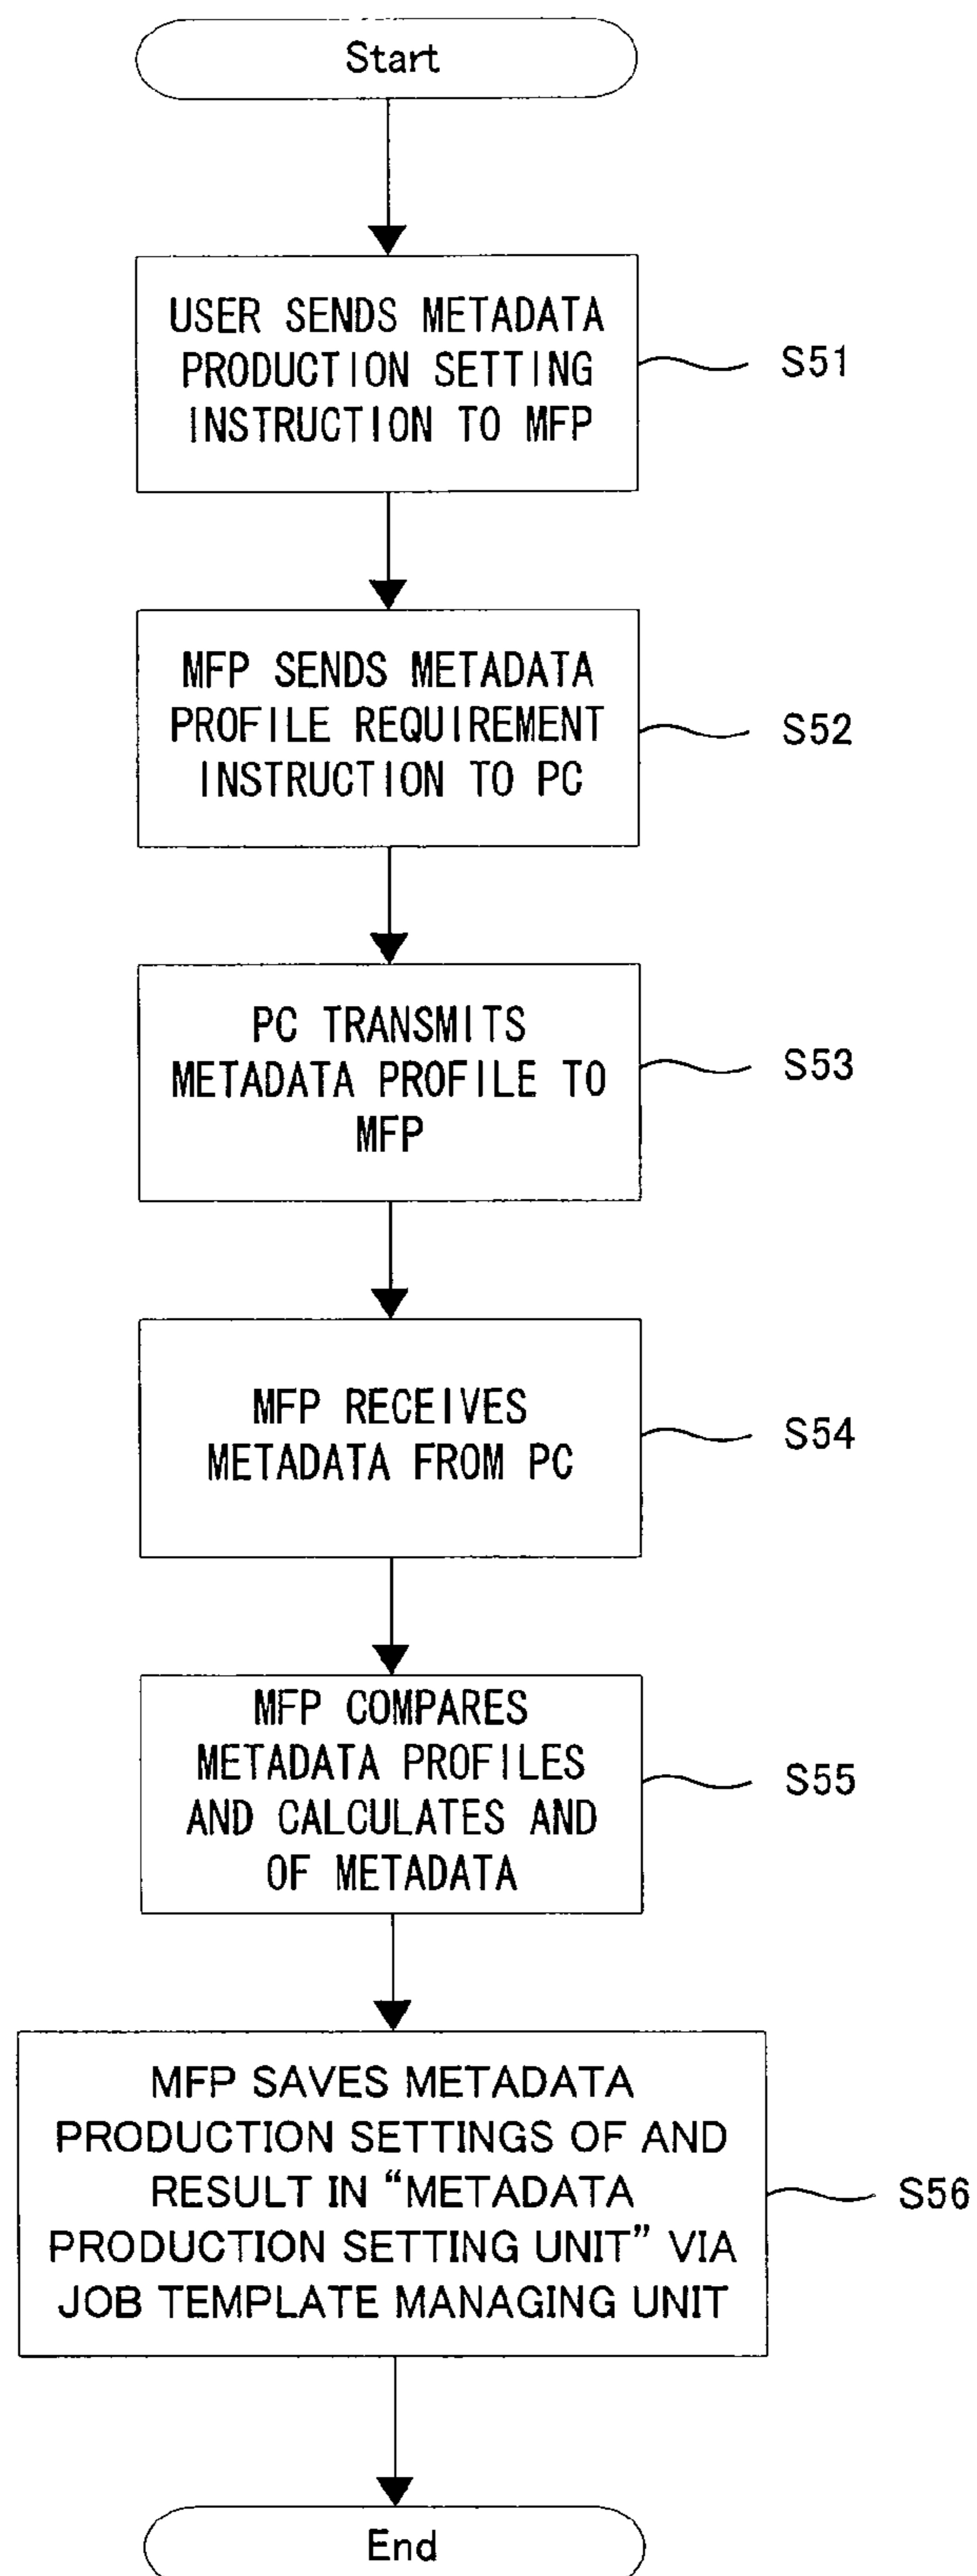 Start
USER SENDS METADATA
PRODUCTION SETTING
INSTRUCTION TO MFP
S51
MFP SENDS METADATA
PROFILE REQUIREMENT
INSTRUCTION TO PC
S52
PC TRANSMITS
METADATA PROFILE TO
MFP
S53
MFP RECEIVES
METADATA FROM PC
S54
MFP COMPARES
METADATA PROFILES
AND CALCULATES AND
OF METADATA
S55
MFP SAVES METADATA
PRODUCTION SETTINGS OF AND
RESULT IN “METADATA
PRODUCTION SETTING UNIT” VIA
JOB TEMPLATE MANAGING UNIT
S56
End